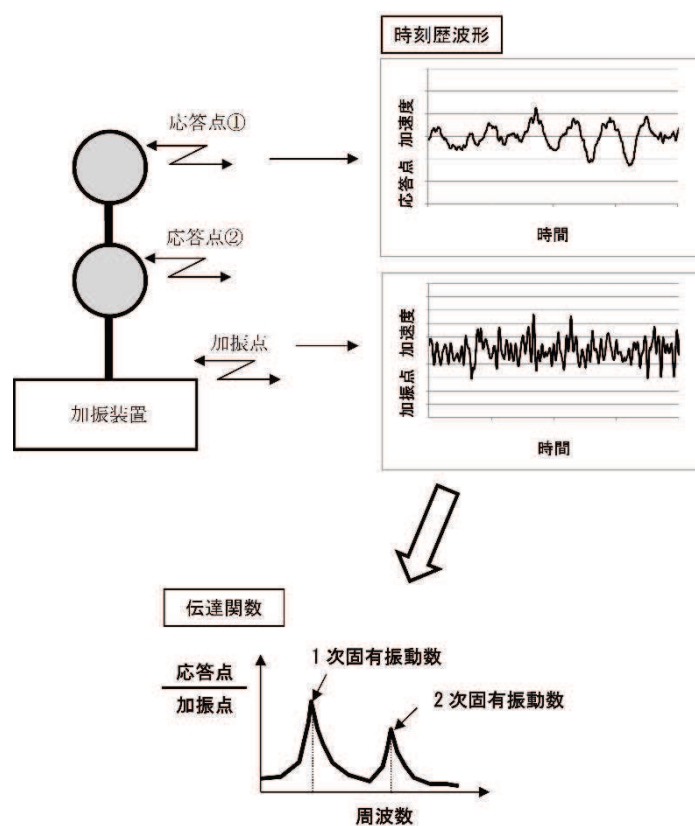 時刻歴波形
応答点①
応答点 加速度
時間
応答点②
加振点
加振点 加速度
時間
加振装置
伝達関数
応答点
加振点
1次固有振動数
2次固有振動数
周波数